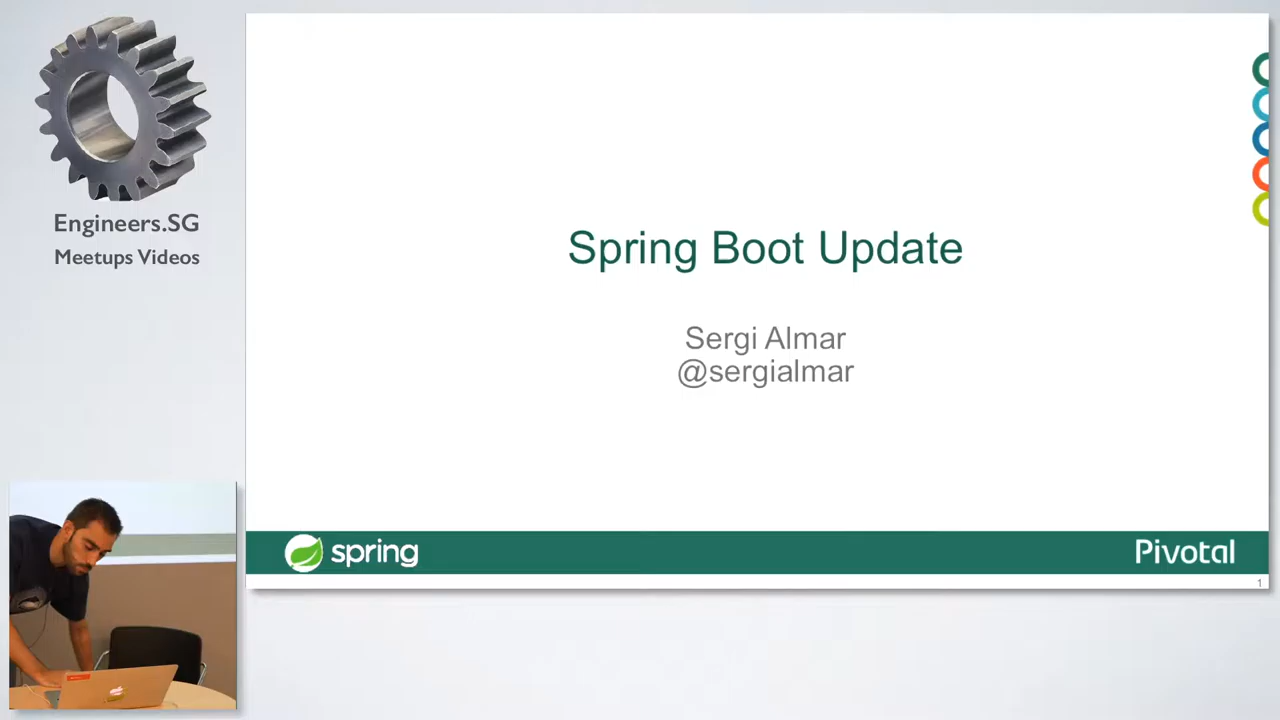 Engineers.SG
Meetups Videos
Spring Boot Update
Sergi Almar
@sergialmar
spring
Pivotal
1